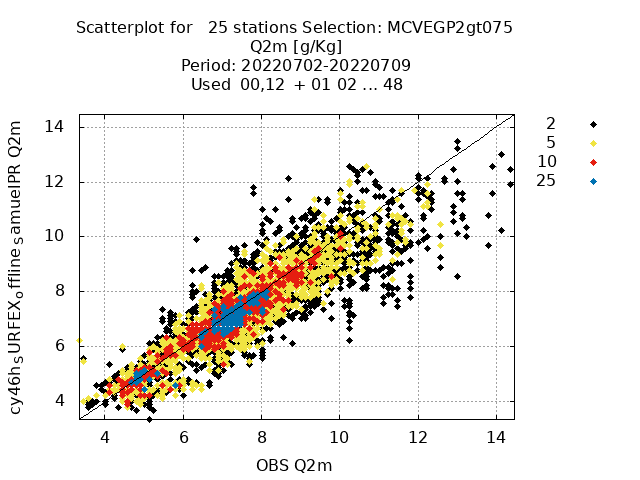 Scatterplot for   25 stations Selection: MCVEGP2gt075
Q2m [g/Kg]
Period: 20220702-20220709
Used  00,12  + 01 02 ... 48
cy46h_SURFEX_offline_samuelPR Q2m
14
12
10
8
6
4
4 6 8 10 12 14
OBS Q2m
2
5
10
25